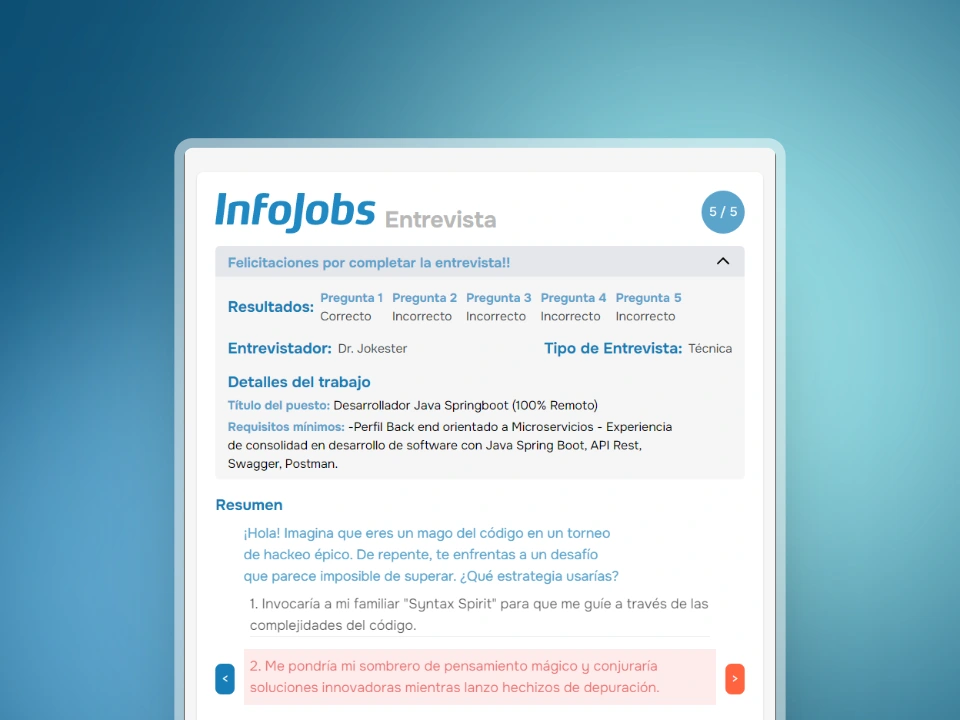 InfoJobs Entrevista
5 / 5
Felicitaciones por completar la entrevista!!
Resultados:
Pregunta 1 Pregunta 2 Pregunta 3 Pregunta 4 Pregunta 5
Correcto Incorrecto Incorrecto Incorrecto Incorrecto
Entrevistador: Dr. Jokester
Tipo de Entrevista: Técnica
Detalles del trabajo
Título del puesto: Desarrollador Java Springboot (100% Remoto)
Requisitos mínimos: -Perfil Back end orientado a Microservicios - Experiencia
de consolidad en desarrollo de software con Java Spring Boot, API Rest,
Swagger, Postman.
Resumen
¡Hola! Imagina que eres un mago del código en un torneo
de hackeo épico. De repente, te enfrentas a un desafío
que parece imposible de superar. ¿Qué estrategia usarías?
1. Invocaría a mi familiar "Syntax Spirit" para que me guíe a través de las
complejidades del código.
2. Me pondría mi sombrero de pensamiento mágico y conjuraría
soluciones innovadoras mientras lanzo hechizos de depuración.
<
>